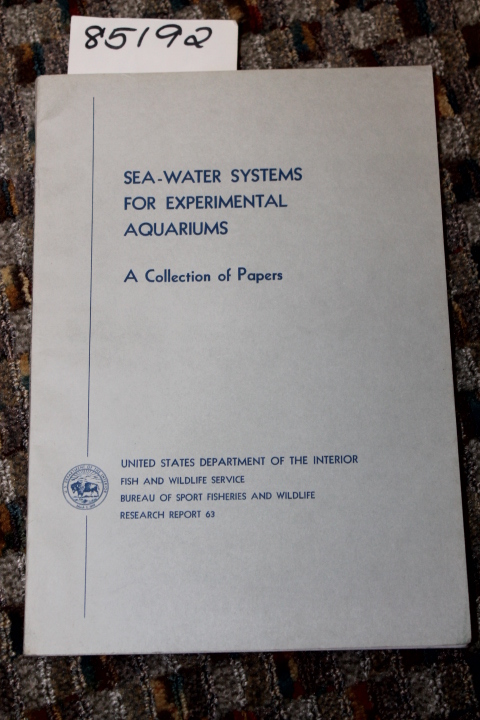 85192
SEA-WATER SYSTEMS
FOR EXPERIMENTAL
AQUARIUMS
A Collection of Papers
UNITED STATES DEPARTMENT OF THE INTERIOR
FISH AND WILDLIFE SERVICE
BUREAU OF SPORT FISHERIES AND WILDLIFE
RESEARCH REPORT 63